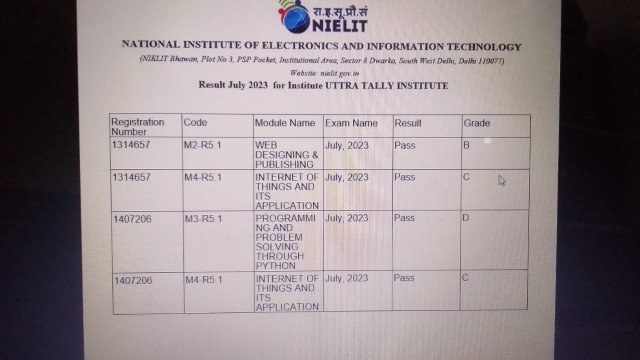 रा.इ.सू.प्रौ.सं
NIELIT
NATIONAL INSTITUTE OF ELECTRONICS AND INFORMATION TECHNOLOGY
(NIELIT Bhawan, Plot No 3, PSP Pocket, Institutional Area, Sector 8 Dwarka, South West Delhi, Delhi 110077)
Website: nielit.gov.in
Result July 2023 for Institute UTTRA TALLY INSTITUTE
Registration Number Code Module Name Exam Name Result Grade
1314657 M2-R5.1 WEB DESIGNING & PUBLISHING July, 2023 Pass B
1314657 M4-R5.1 INTERNET OF THINGS AND ITS APPLICATION July, 2023 Pass C
1407206 M3-R5.1 PROGRAMMI NG AND PROBLEM SOLVING THROUGH PYTHON July, 2023 Pass D
1407206 M4-R5.1 INTERNET OF THINGS AND ITS APPLICATION July, 2023 Pass C